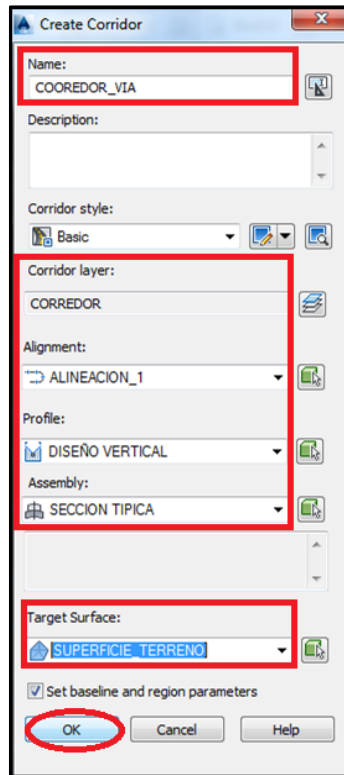 Create Corridor
Name:
COOREDOR_VIA
Description:
Corridor style:
Basic
Corridor layer:
CORREDOR
Alignment:
ALINEACION_1
Profile:
DISEÑO VERTICAL
Assembly:
SECCION TIPICA
Target Surface:
SUPERFICIE_TERRENO
Set baseline and region parameters
OK Cancel Help